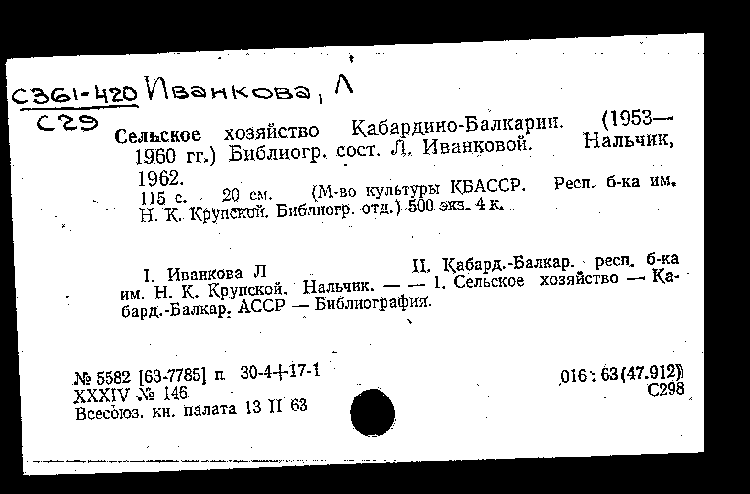 С361-420 Иванкова, Л
С29
Сельское хозяйство Кабардино-Балкарии. (1953—
1960 гг.) Библиогр. сост. Л. Иванковой. Нальчик,
1962.
115 с. 20 см. (М-во культуры КБАССР. Респ. б-ка им.
Н. К. Крупской. Библиогр. отд.) 500 экз. 4 к.
I. Иванкова Л II. Кабард.-Балкар. респ. б-ка
им. Н. К. Крупской. Нальчик. — — 1. Сельское хозяйство — Ка-
бард.-Балкар. АССР — Библиография.
№ 5582 [63-7785] п 30-4+17-1 016 : 63(47.912)
XXXIV № 146 С298
Всесоюз. кн. палата 13 II 63